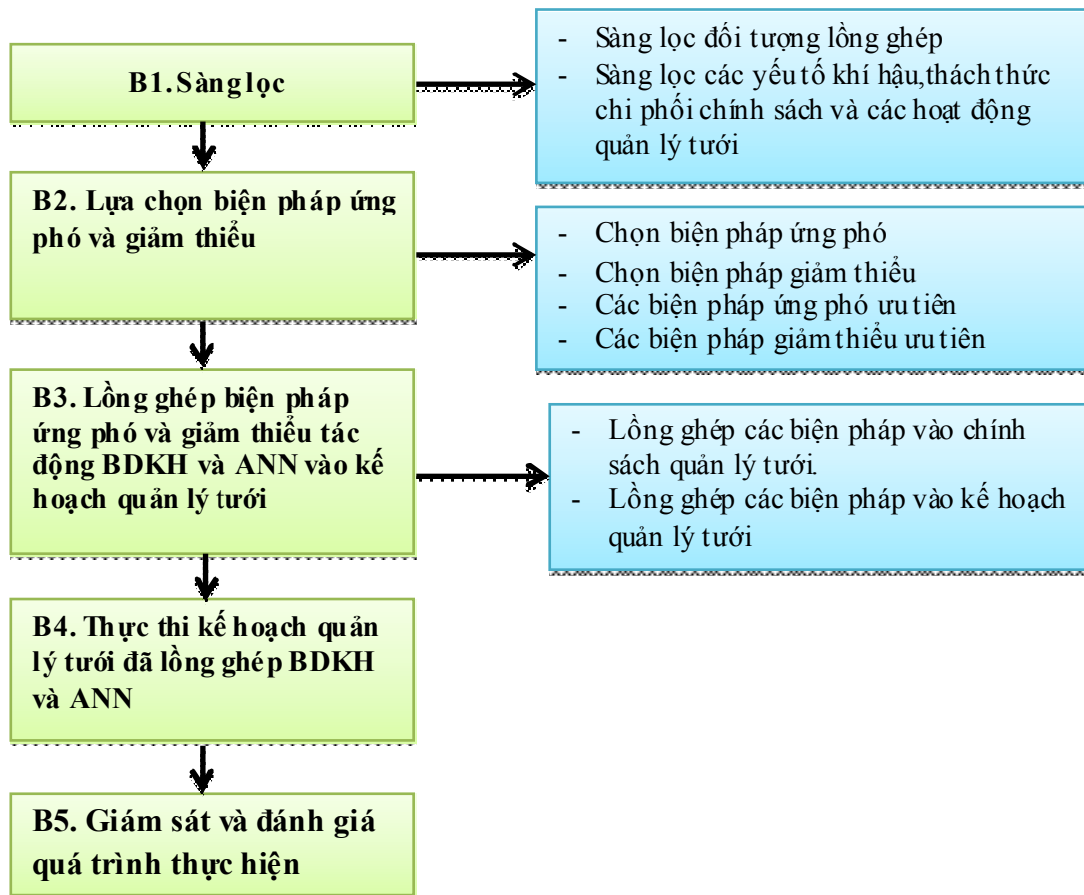 B1. Sàng lọc
- Sàng lọc đối tượng lồng ghép
- Sàng lọc các yếu tố khí hậu,thách thức
chi phối chính sách và các hoạt động
quản lý tưới
B2. Lựa chọn biện pháp ứng
phó và giảm thiểu
- Chọn biện pháp ứng phó
- Chọn biện pháp giảm thiểu
- Các biện pháp ứng phó ưu tiên
- Các biện pháp giảm thiểu ưu tiên
B3. Lồng ghép biện pháp
ứng phó và giảm thiểu tác
động BDKH và ANN vào kế
hoạch quản lý tưới
- Lồng ghép các biện pháp vào chính
sách quản lý tưới.
- Lồng ghép các biện pháp vào kế hoạch
quản lý tưới
B4. Thực thi kế hoạch quản
lý tưới đã lồng ghép BDKH
và ANN
B5. Giám sát và đánh giá
quá trình thực hiện